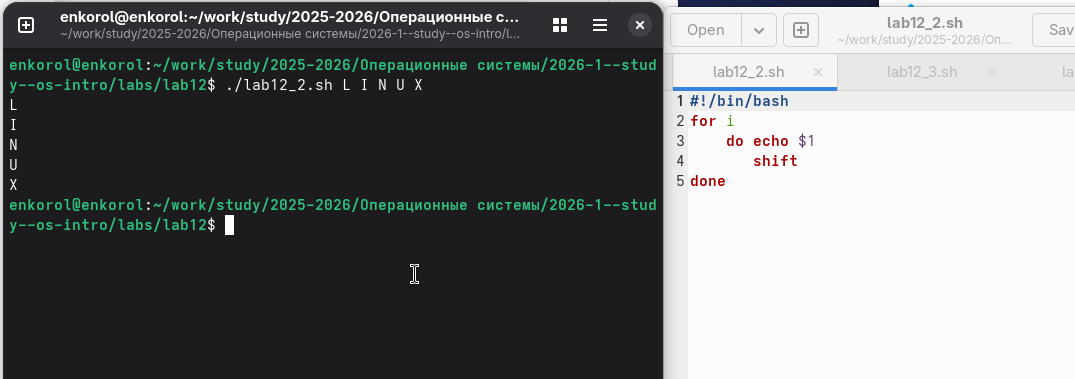 enkorol@enkorol:~/work/study/2025-2026/Операционные с...
~/work/study/2025-2026/Операционные системы/2026-1--study--os-intro/l...
enkorol@enkorol:~/work/study/2025-2026/Операционные системы/2026-1--stud
y--os-intro/labs/lab12$ ./lab12_2.sh L I N U X
L
I
N
U
X
enkorol@enkorol:~/work/study/2025-2026/Операционные системы/2026-1--stud
y--os-intro/labs/lab12$
Open
lab12_2.sh
~/work/study/2025-2026/Оп...
Sav
lab12_2.sh ×
lab12_3.sh ×
la
1 #!/bin/bash
2 for i
3     do echo $1
4        shift
5 done